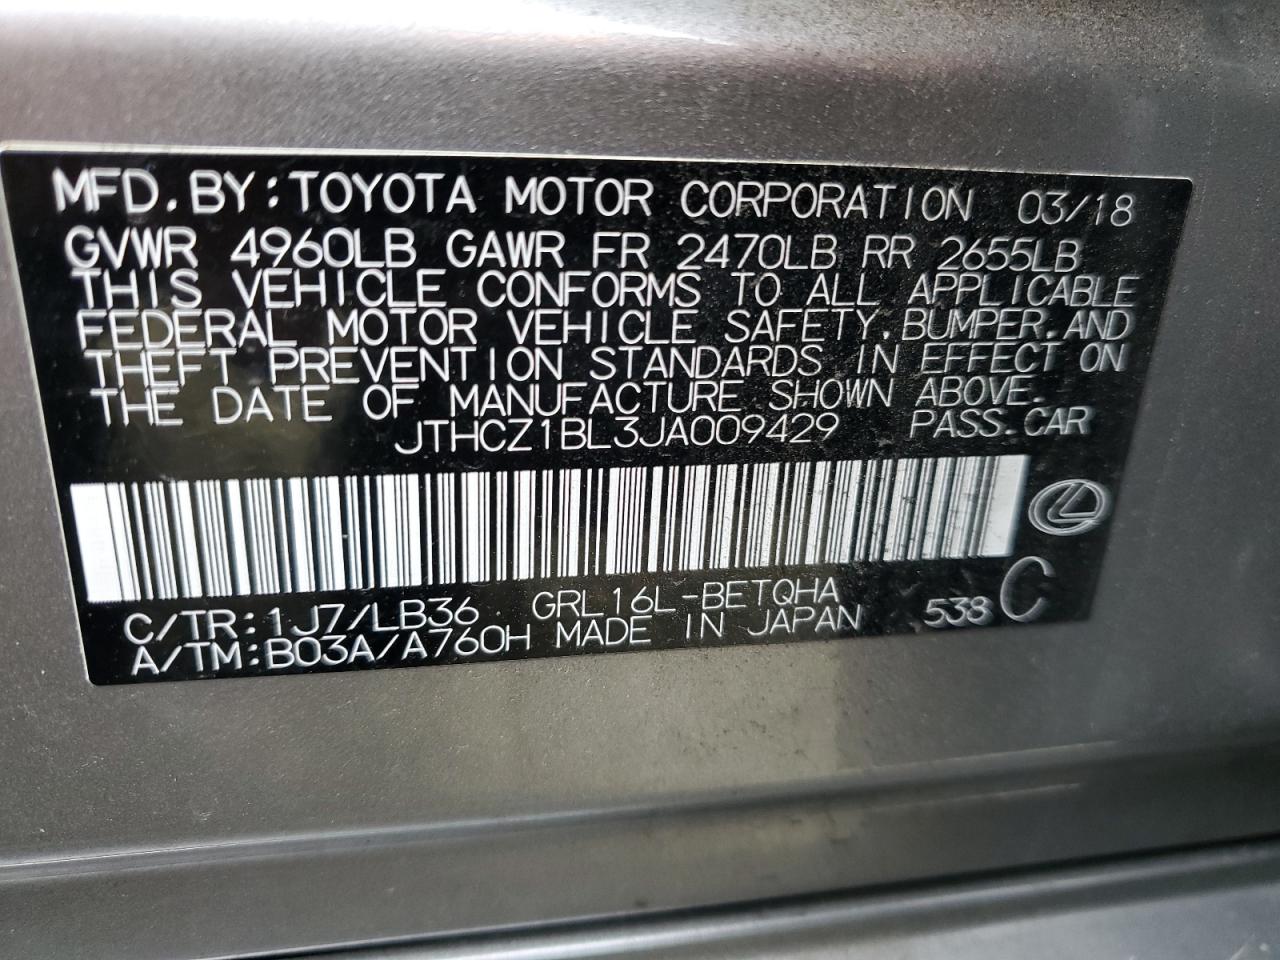 MFD. BY: TOYOTA MOTOR CORPORATION 03/18
GVWR 4960LB GAWR FR 2470LB RR 2655LB
THIS VEHICLE CONFORMS TO ALL APPLICABLE
FEDERAL MOTOR VEHICLE SAFETY, BUMPER, AND
THEFT PREVENTION STANDARDS IN EFFECT ON
THE DATE OF MANUFACTURE SHOWN ABOVE.
JTHCZ1BL3JA009429 PASS. CAR
C/TR: 1J7/LB36 GRL16L-BETQHA
A/TM: B03A/A760H MADE IN JAPAN 538 C